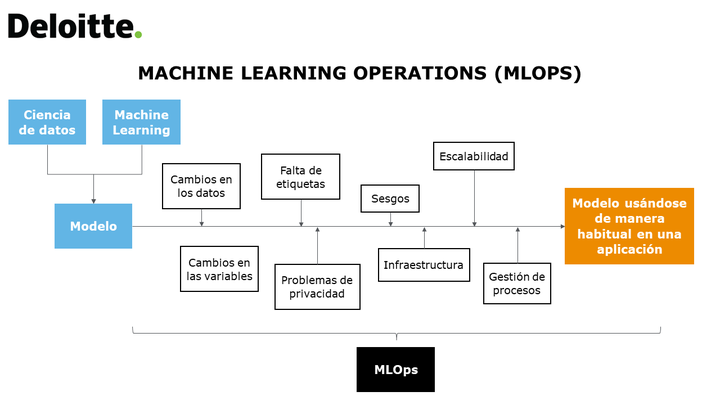 Deloitte.
MACHINE LEARNING OPERATIONS (MLOPS)
Ciencia
de datos
Machine
Learning
Modelo
Cambios en
los datos
Cambios en
las variables
Falta de
etiquetas
Problemas de
privacidad
Sesgos
Infraestructura
Escalabilidad
Gestión de
procesos
Modelo usándose
de manera
habitual en una
aplicación
MLOps